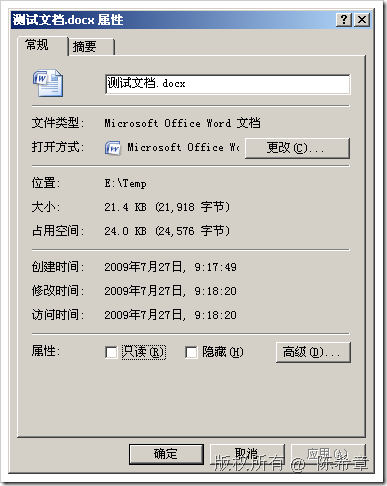 测试文档.docx 属性
常规 摘要
测试文档.docx
文件类型: Microsoft Office Word 文档
打开方式: Microsoft Office Wo 更改(C)...
位置: E:\Temp
大小: 21.4 KB (21,918 字节)
占用空间: 24.0 KB (24,576 字节)
创建时间: 2009年7月27日, 9:17:49
修改时间: 2009年7月27日, 9:18:20
访问时间: 2009年7月27日, 9:18:20
属性: 只读(R) 隐藏(H) 高级(D)...
确定 取消 应用(A)
版权所有 @ 陈希章